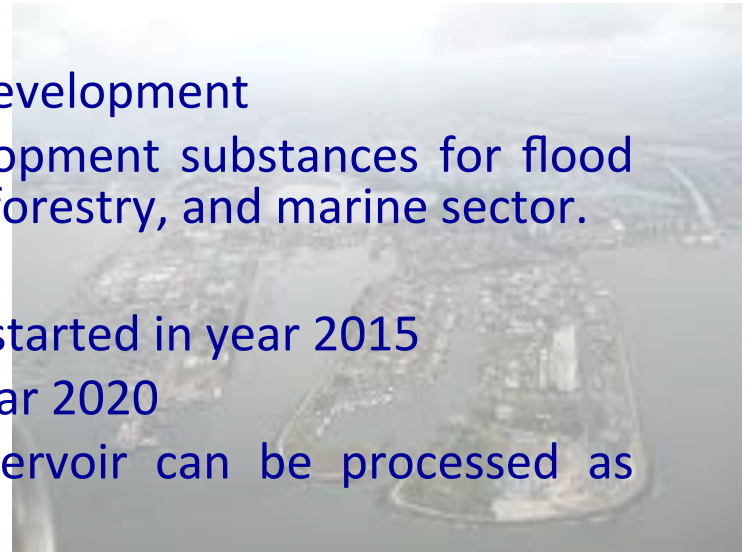 evelopment
opment substances for flood
forestry, and marine sector.
started in year 2015
ar 2020
ervoir can be processed as